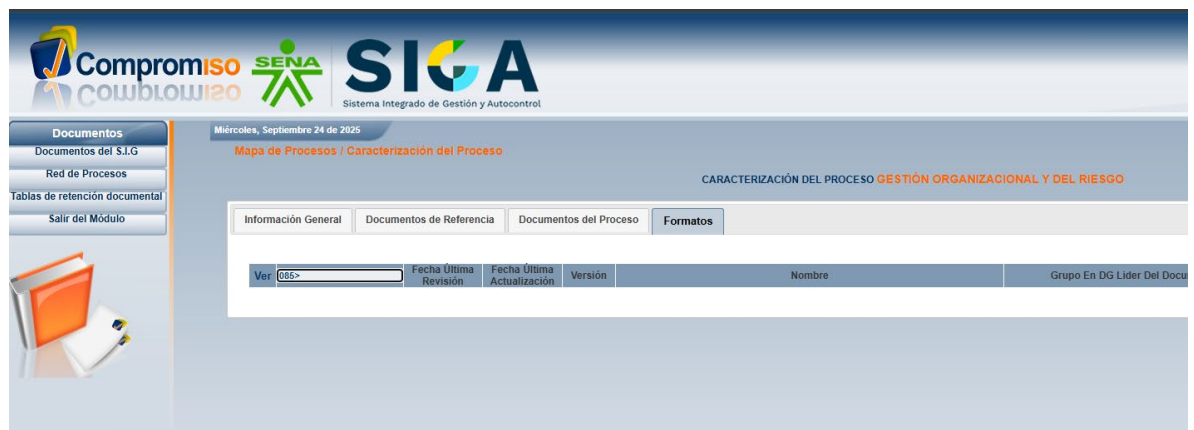 Compromiso
SENA
SIGA
Sistema Integrado de Gestión y Autocontrol
Documentos
Documentos del S.I.G
Red de Procesos
Tablas de retención documental
Salir del Módulo
Miércoles, Septiembre 24 de 2025
Mapa de Procesos / Caracterización del Proceso
CARACTERIZACIÓN DEL PROCESO GESTIÓN ORGANIZACIONAL Y DEL RIESGO
Información General Documentos de Referencia Documentos del Proceso Formatos
Ver 085> Fecha Última Revisión Fecha Última Actualización Versión Nombre Grupo En DG Lider Del Docu